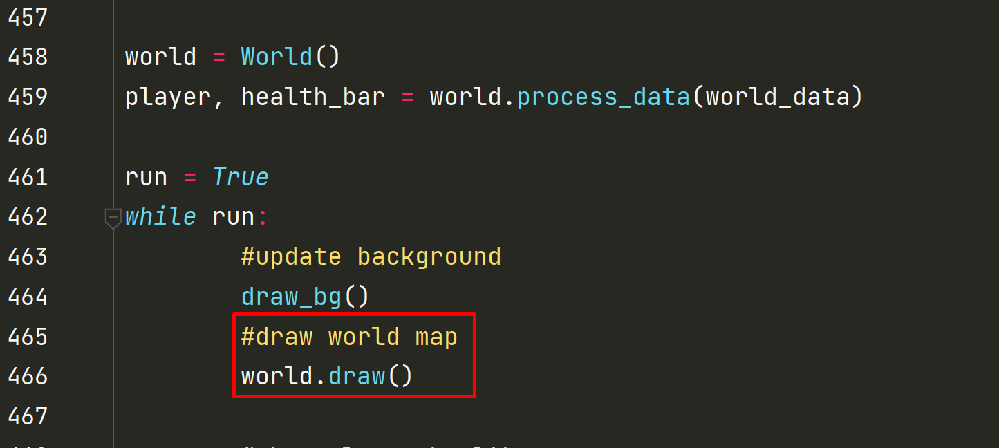 457
458 world = World()
459 player, health_bar = world.process_data(world_data)
460
461 run = True
462 while run:
463 #update background
464 draw_bg()
465 #draw world map
466 world.draw()
467